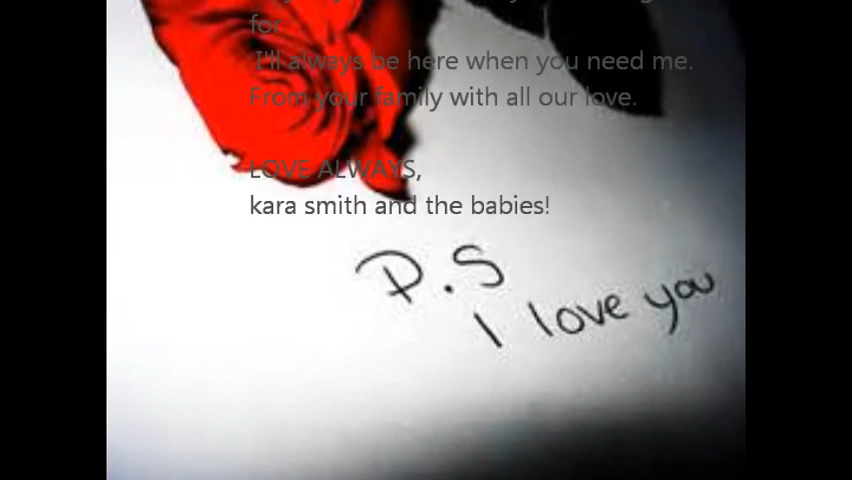 for
I'll always be here when you need me.
From your family with all our love.
LOVE ALWAYS,
kara smith and the babies!
P.S
I love you